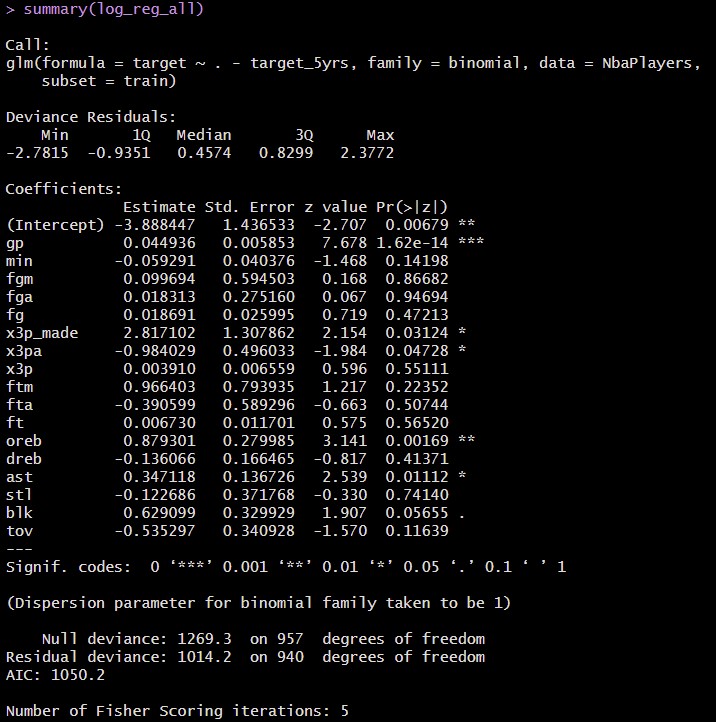 > summary(log_reg_all)

Call:
glm(formula = target ~ . - target_5yrs, family = binomial, data = NbaPlayers,
    subset = train)

Deviance Residuals:
    Min       1Q   Median       3Q      Max
-2.7815  -0.9351   0.4574   0.8299   2.3772

Coefficients:
             Estimate Std. Error z value Pr(>|z|)
(Intercept) -3.888447   1.436533  -2.707  0.00679 **
gp           0.044936   0.005853   7.678 1.62e-14 ***
min         -0.059291   0.040376  -1.468  0.14198
fgm          0.099694   0.594503   0.168  0.86682
fga          0.018313   0.275160   0.067  0.94694
fg           0.018691   0.025995   0.719  0.47213
x3p_made     2.817102   1.307862   2.154  0.03124 *
x3pa        -0.984029   0.496033  -1.984  0.04728 *
x3p          0.003910   0.006559   0.596  0.55111
ftm          0.966403   0.793935   1.217  0.22352
fta         -0.390599   0.589296  -0.663  0.50744
ft           0.006730   0.011701   0.575  0.56520
oreb         0.879301   0.279985   3.141  0.00169 **
dreb        -0.136066   0.166465  -0.817  0.41371
ast          0.347118   0.136726   2.539  0.01112 *
stl         -0.122686   0.371768  -0.330  0.74140
blk          0.629099   0.329929   1.907  0.05655 .
tov         -0.535297   0.340928  -1.570  0.11639
---
Signif. codes:  0 ‘***’ 0.001 ‘**’ 0.01 ‘*’ 0.05 ‘.’ 0.1 ‘ ’ 1

(Dispersion parameter for binomial family taken to be 1)

    Null deviance: 1269.3  on 957  degrees of freedom
Residual deviance: 1014.2  on 940  degrees of freedom
AIC: 1050.2

Number of Fisher Scoring iterations: 5